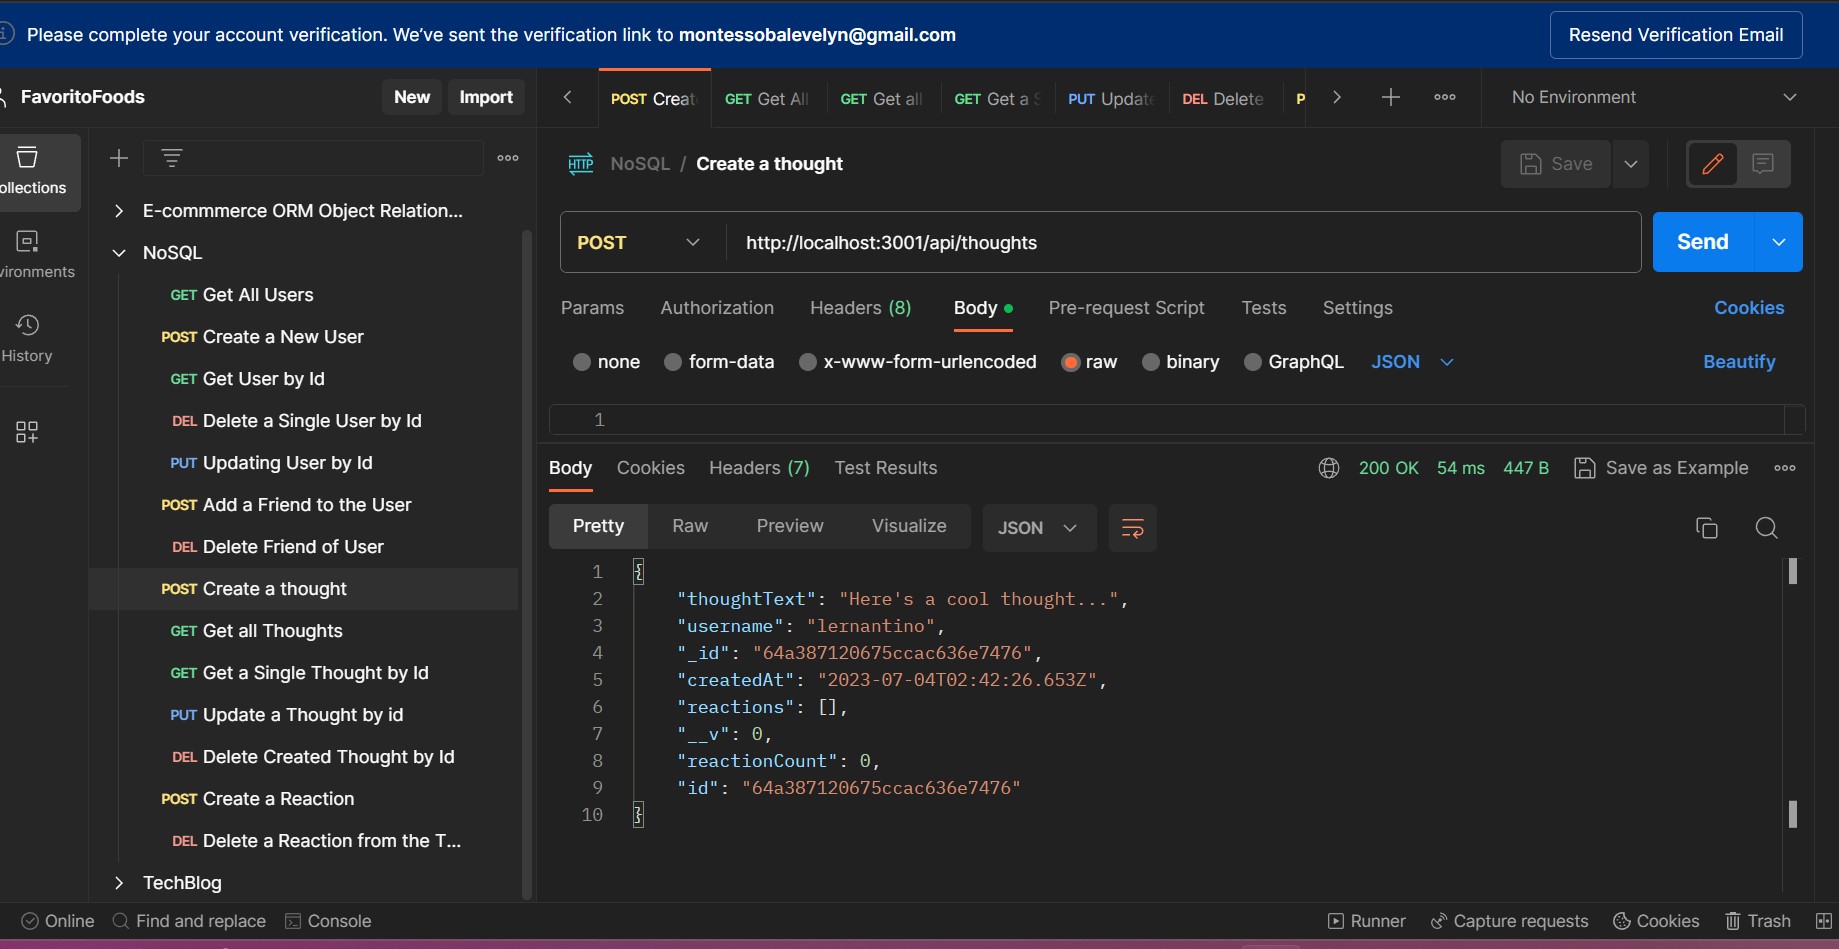 Please complete your account verification. We've sent the verification link to montessobalevelyn@gmail.com
Resend Verification Email
FavoritoFoods
New
Import
POST Creat
GET Get All
GET Get all
GET Get a S
PUT Update
DEL Delete
P
No Environment
ollections
vironments
History
E-commmerce ORM Object Relation...
NoSQL
GET Get All Users
POST Create a New User
GET Get User by Id
DEL Delete a Single User by Id
PUT Updating User by Id
POST Add a Friend to the User
DEL Delete Friend of User
POST Create a thought
GET Get all Thoughts
GET Get a Single Thought by Id
PUT Update a Thought by id
DEL Delete Created Thought by Id
POST Create a Reaction
DEL Delete a Reaction from the T...
TechBlog
HTTP NoSQL / Create a thought
Save
POST http://localhost:3001/api/thoughts
Send
Params Authorization Headers (8) Body Pre-request Script Tests Settings Cookies
none form-data x-www-form-urlencoded raw binary GraphQL JSON Beautify
1
Body Cookies Headers (7) Test Results 200 OK 54 ms 447 B Save as Example
Pretty Raw Preview Visualize JSON
1 {
2 "thoughtText": "Here's a cool thought...",
3 "username": "lernantino",
4 "_id": "64a387120675ccac636e7476",
5 "createdAt": "2023-07-04T02:42:26.653Z",
6 "reactions": [],
7 "__v": 0,
8 "reactionCount": 0,
9 "id": "64a387120675ccac636e7476"
10 }
Online Find and replace Console Runner Capture requests Cookies Trash